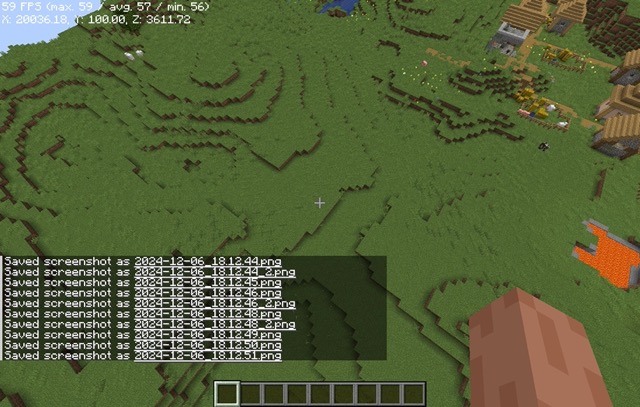 59 FPS (max. 59 / avg. 57 / min. 56)
X: 20036.18, Y: 100.00, Z: 3611.72
Saved screenshot as 2024-12-06_18.12.44.png
Saved screenshot as 2024-12-06_18.12.44_2.png
Saved screenshot as 2024-12-06_18.12.45.png
Saved screenshot as 2024-12-06_18.12.46.png
Saved screenshot as 2024-12-06_18.12.46_2.png
Saved screenshot as 2024-12-06_18.12.48.png
Saved screenshot as 2024-12-06_18.12.48_2.png
Saved screenshot as 2024-12-06_18.12.49.png
Saved screenshot as 2024-12-06_18.12.50.png
Saved screenshot as 2024-12-06_18.12.51.png